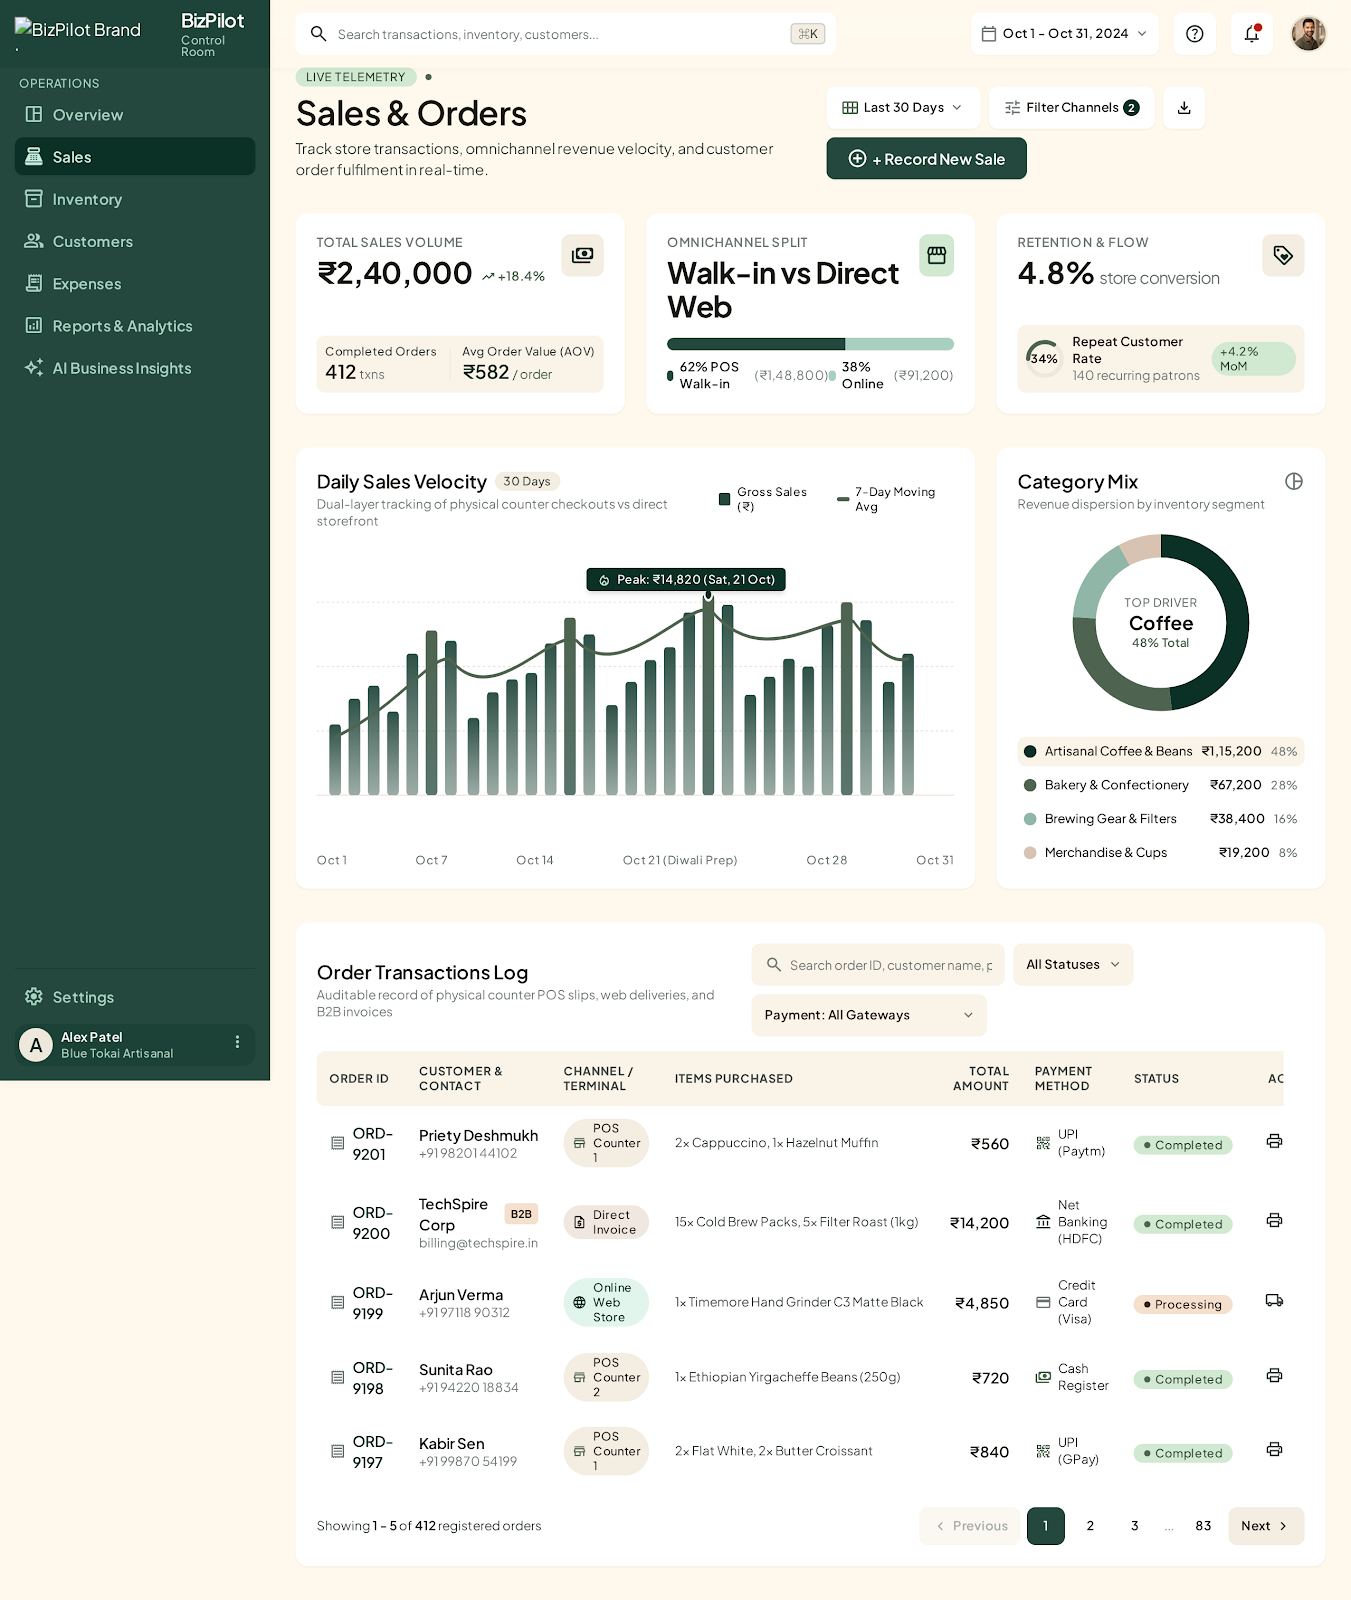 BizPilot Brand
.
BizPilot
Control
Room
Search transactions, inventory, customers...
⌘K
Oct 1 – Oct 31, 2024
OPERATIONS
Overview
Sales
Inventory
Customers
Expenses
Reports & Analytics
AI Business Insights
Settings
A
Alex Patel
Blue Tokai Artisanal
LIVE TELEMETRY
Sales & Orders
Track store transactions, omnichannel revenue velocity, and customer
order fulfilment in real-time.
Last 30 Days
Filter Channels 2
+ Record New Sale
TOTAL SALES VOLUME
₹2,40,000 +18.4%
Completed Orders
412 txns
Avg Order Value (AOV)
₹582 / order
OMNICHANNEL SPLIT
Walk-in vs Direct
Web
62% POS
Walk-in
(₹1,48,800)
38%
Online
(₹91,200)
RETENTION & FLOW
4.8% store conversion
34%
Repeat Customer
Rate
140 recurring patrons
+4.2%
MoM
Daily Sales Velocity 30 Days
Dual-layer tracking of physical counter checkouts vs direct
storefront
Gross Sales
(₹)
7-Day Moving
Avg
Peak: ₹14,820 (Sat, 21 Oct)
Oct 1 Oct 7 Oct 14 Oct 21 (Diwali Prep) Oct 28 Oct 31
Category Mix
Revenue dispersion by inventory segment
TOP DRIVER
Coffee
48% Total
Artisanal Coffee & Beans ₹1,15,200 48%
Bakery & Confectionery ₹67,200 28%
Brewing Gear & Filters ₹38,400 16%
Merchandise & Cups ₹19,200 8%
Order Transactions Log
Auditable record of physical counter POS slips, web deliveries, and
B2B invoices
Search order ID, customer name, p
All Statuses
Payment: All Gateways
ORDER ID
CUSTOMER &
CONTACT
CHANNEL /
TERMINAL
ITEMS PURCHASED
TOTAL
AMOUNT
PAYMENT
METHOD
STATUS
AC
ORD-
9201
Priety Deshmukh
+91 98201 44102
POS
Counter
1
2x Cappuccino, 1x Hazelnut Muffin
₹560
UPI
(Paytm)
Completed
ORD-
9200
TechSpire
Corp
B2B
billing@techspire.in
Direct
Invoice
15x Cold Brew Packs, 5x Filter Roast (1kg)
₹14,200
Net
Banking
(HDFC)
Completed
ORD-
9199
Arjun Verma
+91 97118 90312
Online
Web
Store
1x Timemore Hand Grinder C3 Matte Black
₹4,850
Credit
Card
(Visa)
Processing
ORD-
9198
Sunita Rao
+91 94220 18834
POS
Counter
2
1x Ethiopian Yirgacheffe Beans (250g)
₹720
Cash
Register
Completed
ORD-
9197
Kabir Sen
+91 99870 54199
POS
Counter
1
2x Flat White, 2x Butter Croissant
₹840
UPI
(GPay)
Completed
Showing 1 – 5 of 412 registered orders
Previous 1 2 3 ... 83 Next